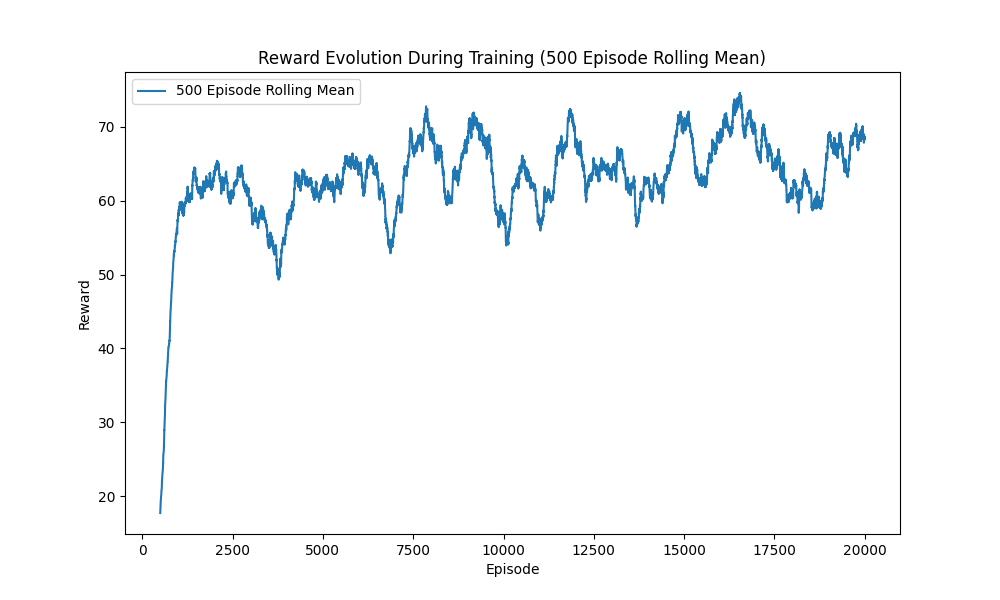 Reward Evolution During Training (500 Episode Rolling Mean)
500 Episode Rolling Mean
Reward
70
60
50
40
30
20
0 2500 5000 7500 10000 12500 15000 17500 20000
Episode